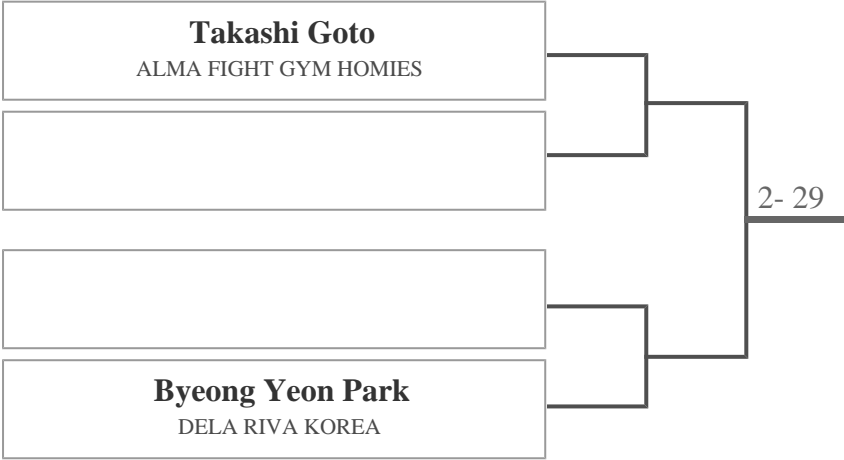 Takashi Goto
ALMA FIGHT GYM HOMIES
2- 29
Byeong Yeon Park
DELA RIVA KOREA